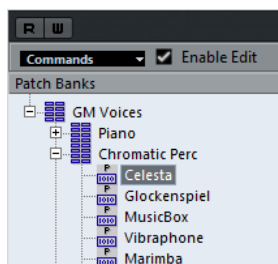 R W
Commands Enable Edit
Patch Banks
GM Voices
Piano
Chromatic Perc
P Celesta
P Glockenspiel
P MusicBox
P Vibraphone
P Marimba